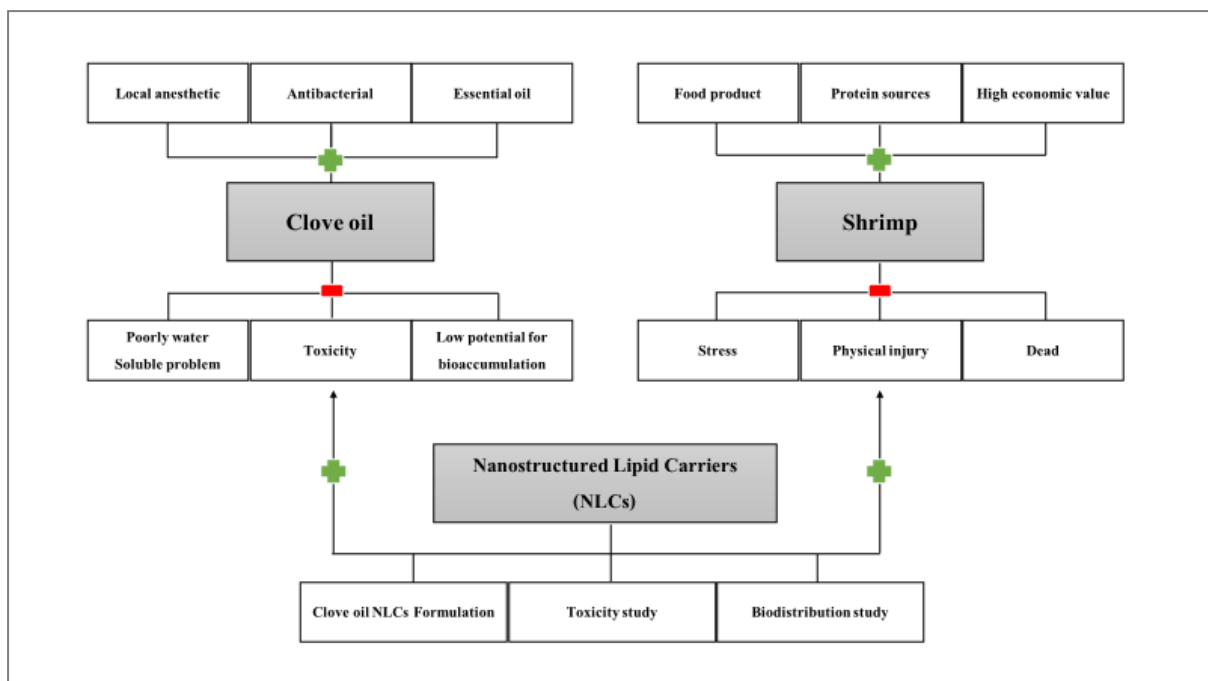 Local anesthetic
Antibacterial
Essential oil
Food product
Protein sources
High economic value
Clove oil
Shrimp
Poorly water
Soluble problem
Toxicity
Low potential for
bioaccumulation
Stress
Physical injury
Dead
Nanostructured Lipid Carriers
(NLCs)
Clove oil NLCs Formulation
Toxicity study
Biodistribution study